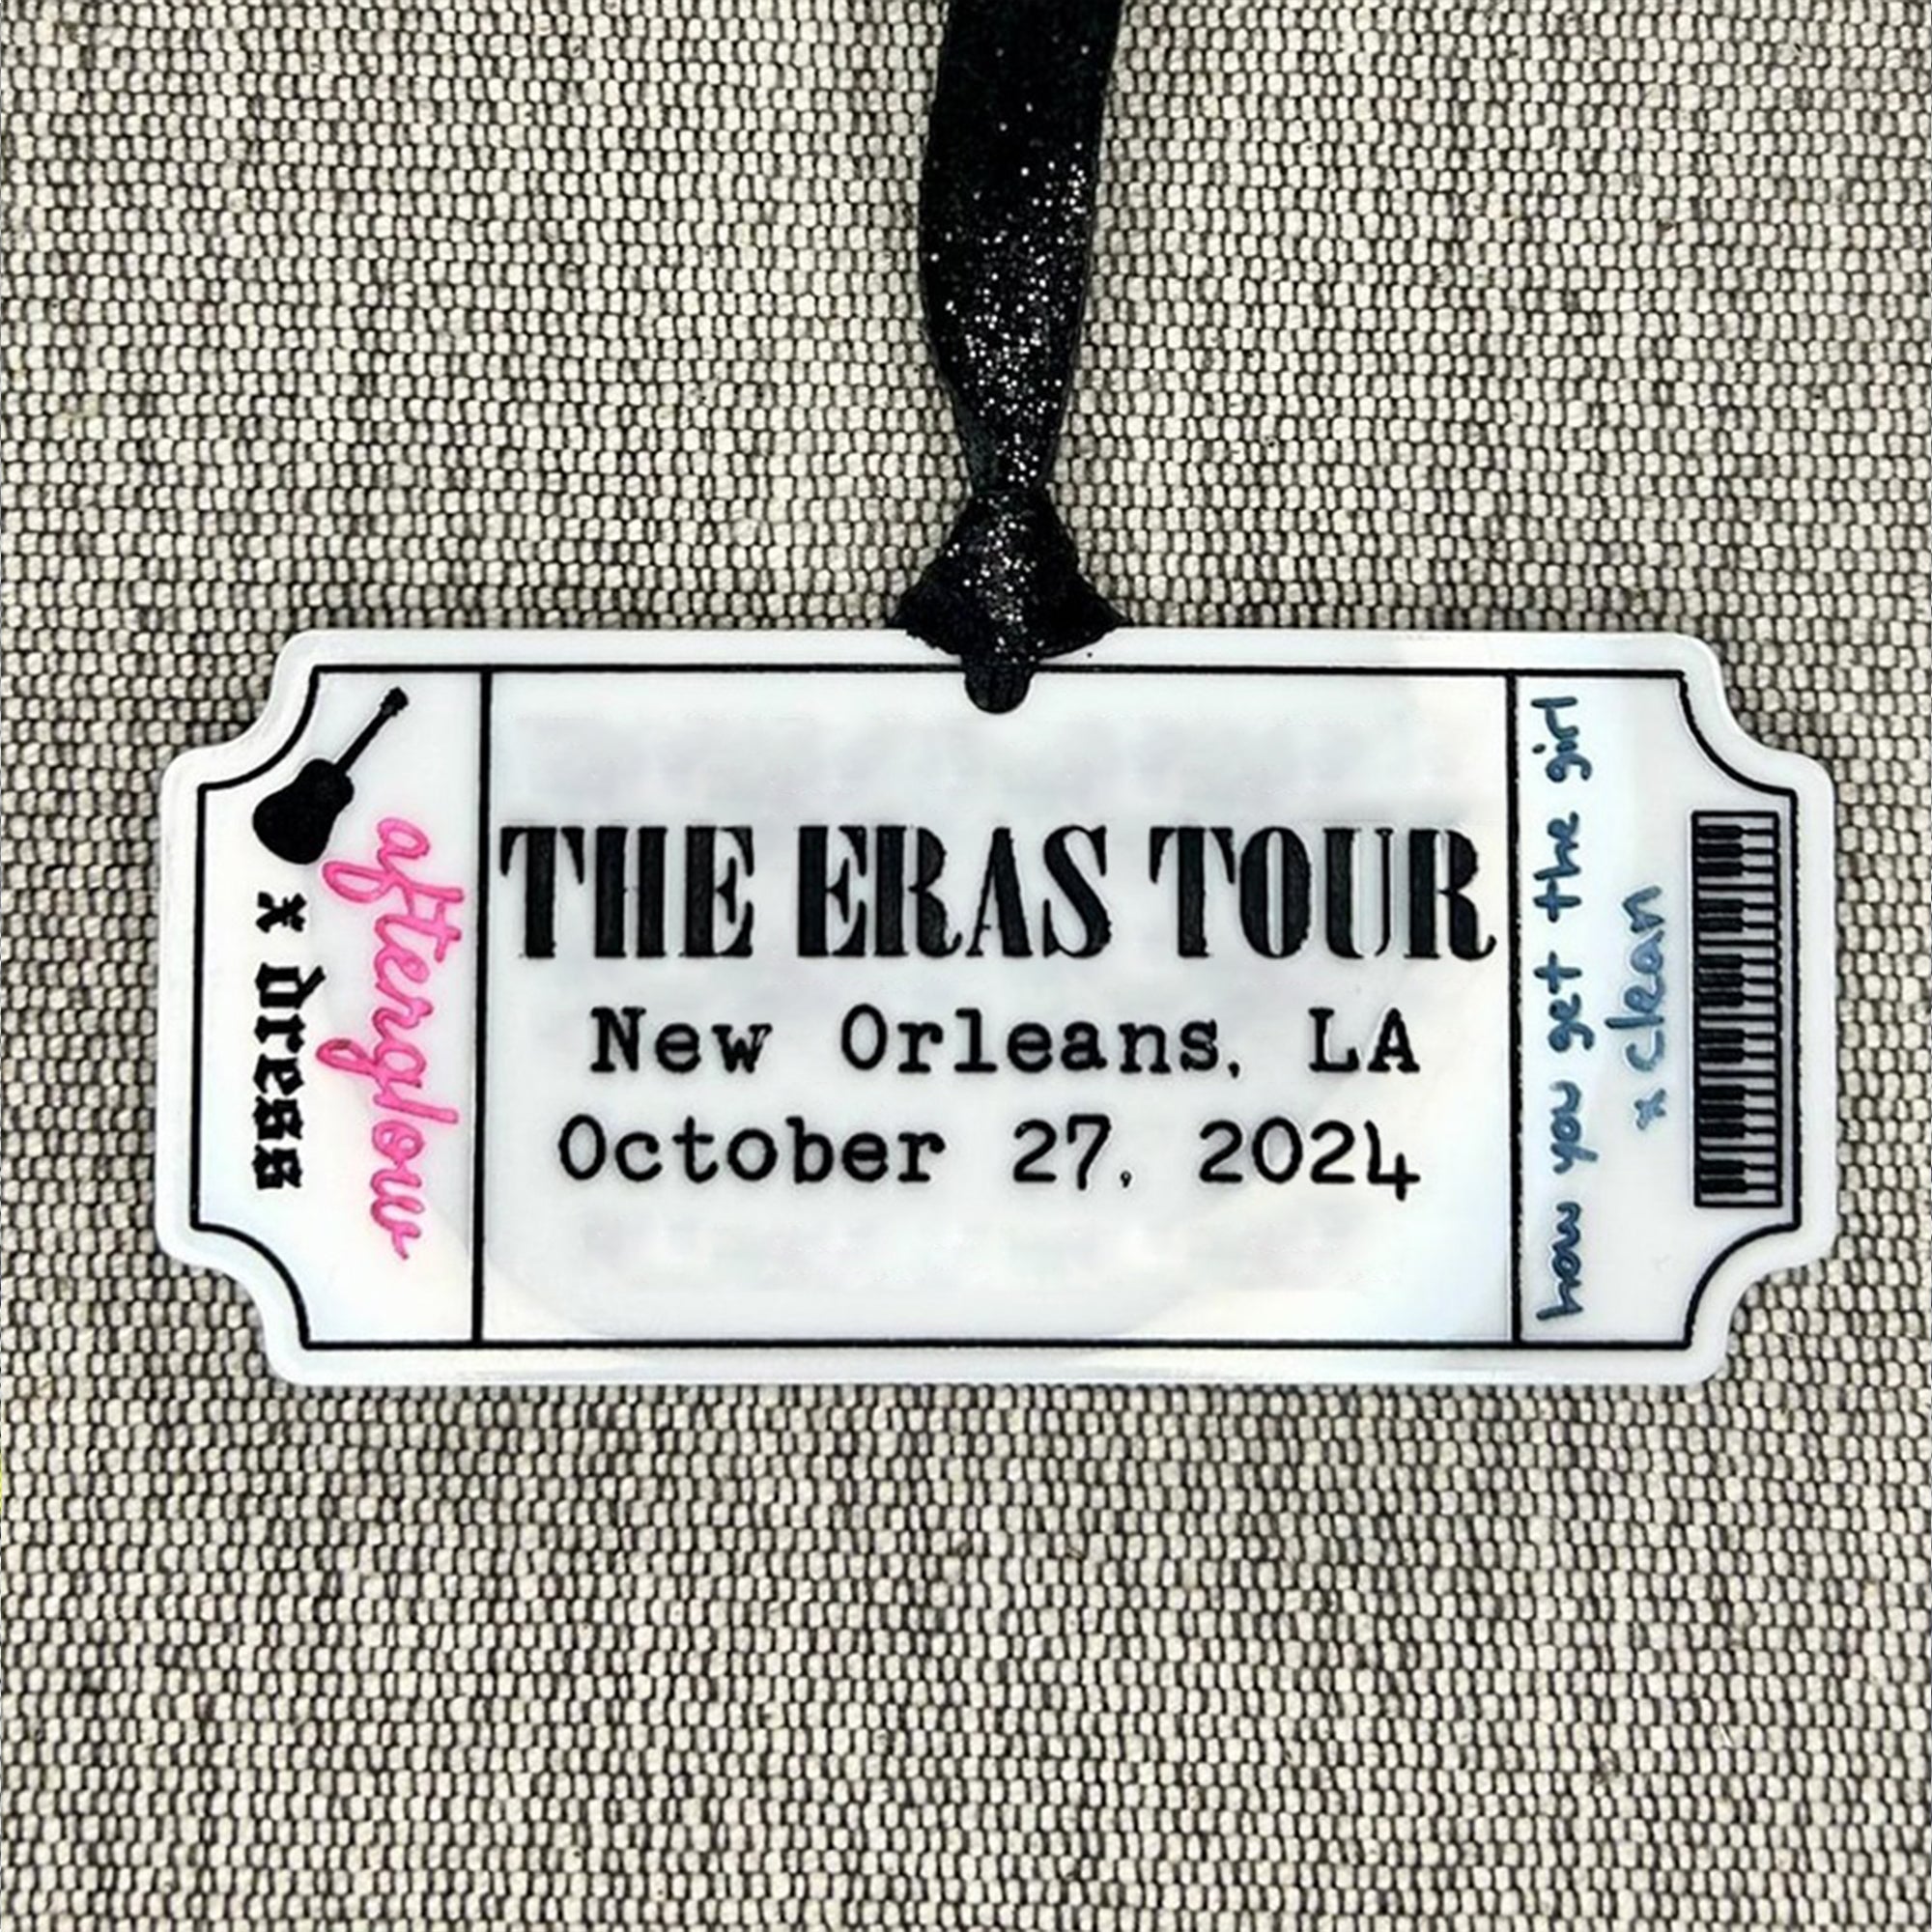 afterglow
x Dress
THE ERAS TOUR
New Orleans, LA
October 27, 2024
how you get the girl
x clean